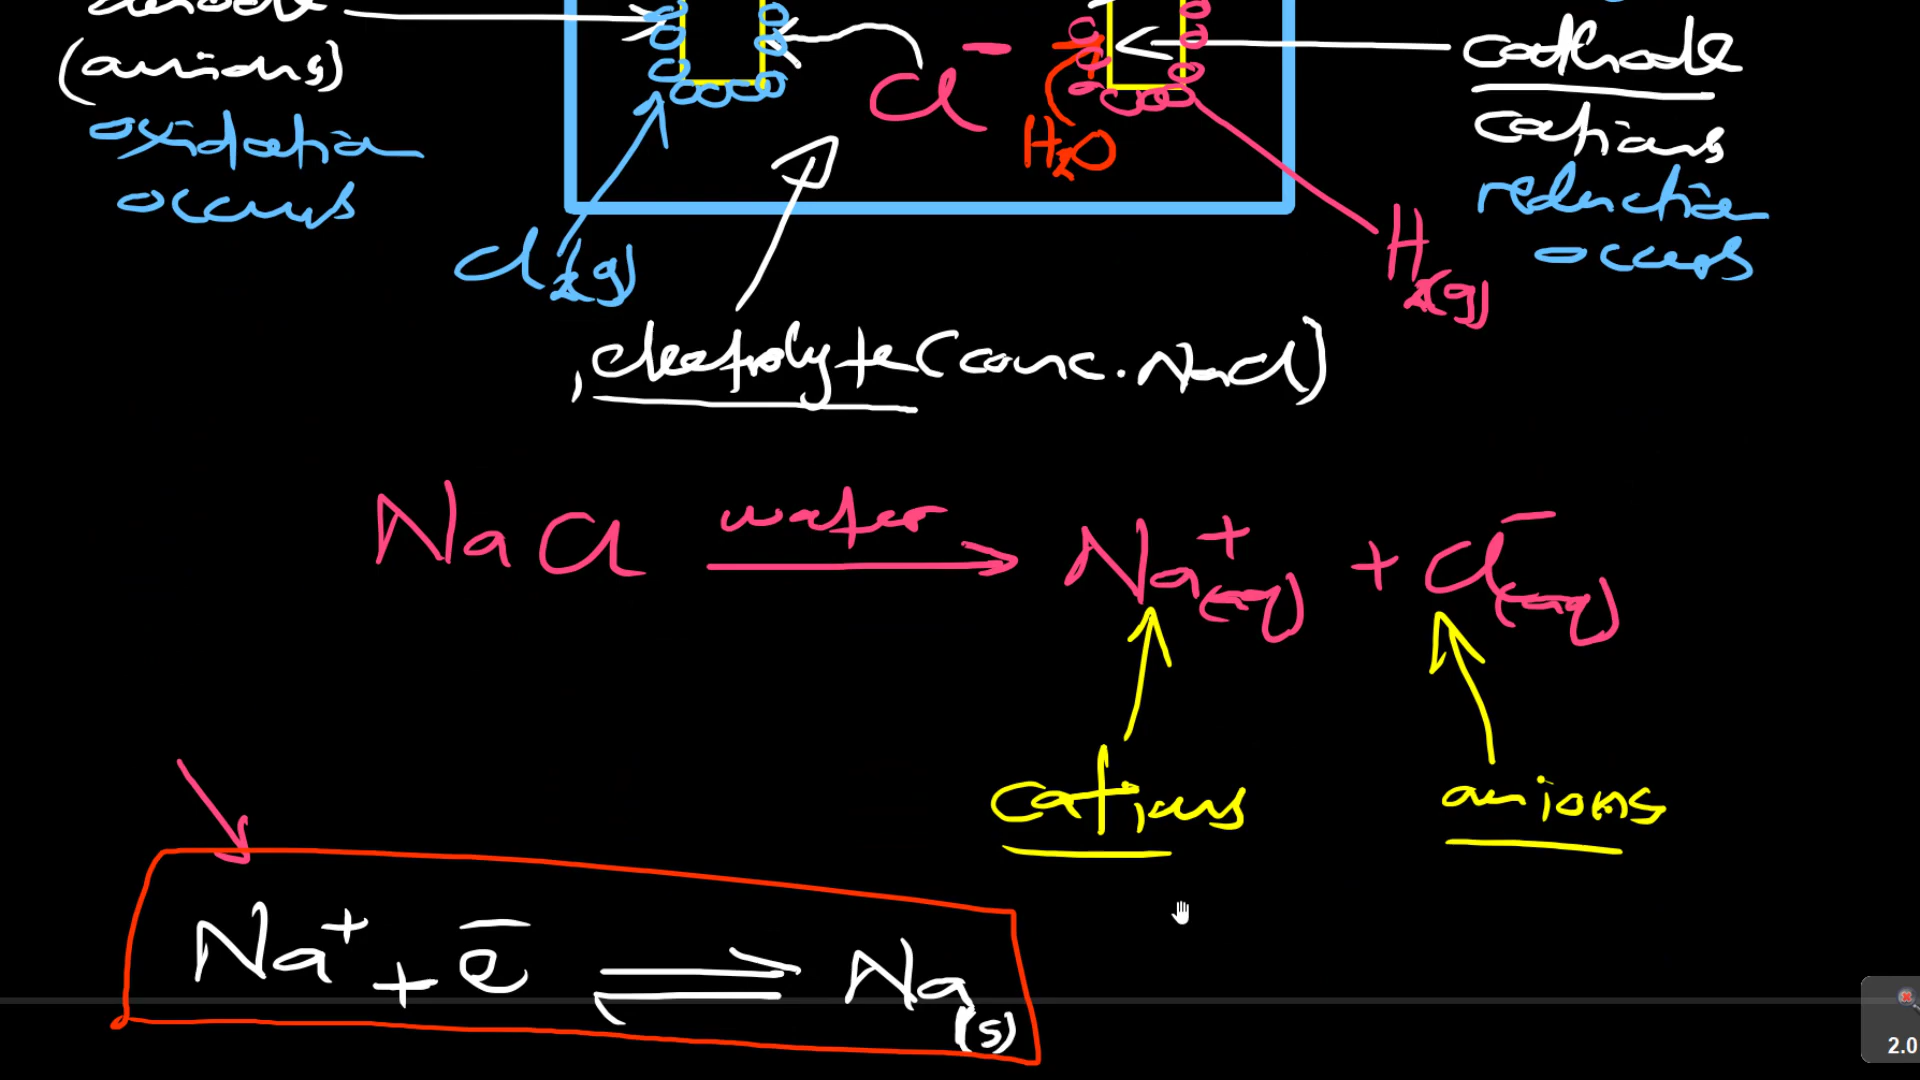 (anions)
oxidation
occurs
cathode
cations
reduction
occurs
Cl⁻
H₂O
Cl₂(g)
H₂(g)
electrolyte (conc. NaCl)
NaCl water → Na⁺(aq) + Cl⁻(aq)
cations anions
Na⁺ + e⁻ ⇌ Na(s)
2.0